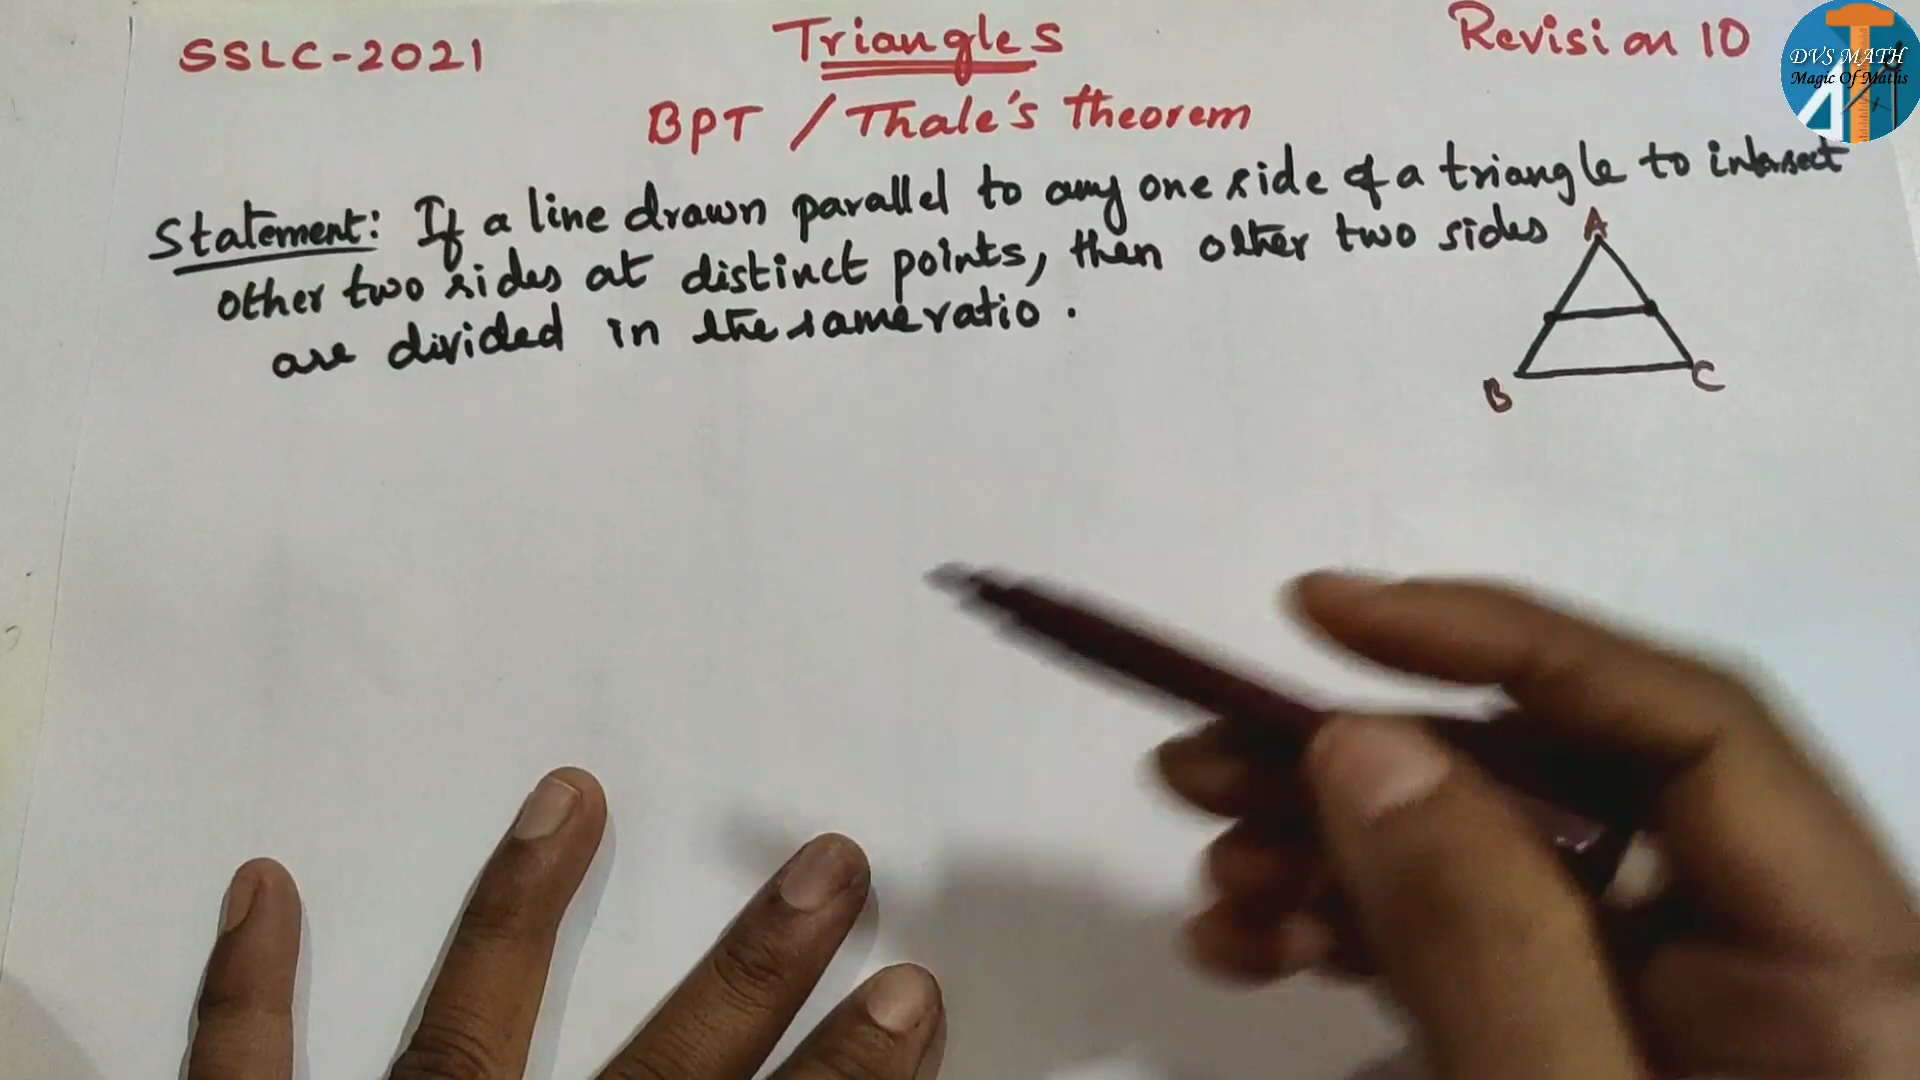 SSLC-2021
Triangles
Revision 10
DVS MATH
Magic Of Maths
BPT / Thale's theorem
Statement: If a line drawn parallel to any one side of a triangle to intersect
other two sides at distinct points, then other two sides
are divided in the same ratio.
A
B
C